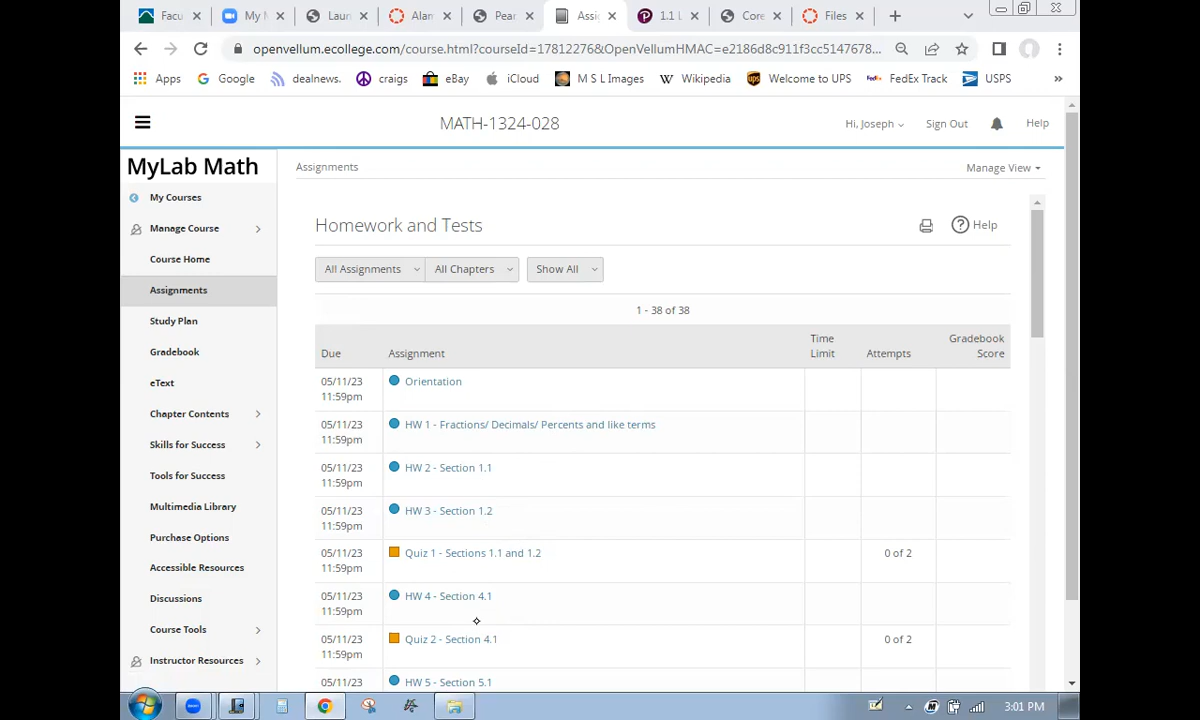 Facu
My M
Laun
Alam
Pear
Assig
1.1 L
Core
Files
openvellum.ecollege.com/course.html?courseId=17812276&OpenVellumHMAC=e2186d8c911f3cc5147678...
Apps
Google
dealnews.
craigs
eBay
iCloud
M S L Images
Wikipedia
Welcome to UPS
FedEx Track
USPS
»
MATH-1324-028
Hi, Joseph
Sign Out
Help
MyLab Math
My Courses
Manage Course
Course Home
Assignments
Study Plan
Gradebook
eText
Chapter Contents
Skills for Success
Tools for Success
Multimedia Library
Purchase Options
Accessible Resources
Discussions
Course Tools
Instructor Resources
Assignments
Manage View
Homework and Tests
Help
All Assignments
All Chapters
Show All
1 - 38 of 38
Due Assignment Time Limit Attempts Gradebook Score
05/11/23 11:59pm Orientation
05/11/23 11:59pm HW 1 - Fractions/ Decimals/ Percents and like terms
05/11/23 11:59pm HW 2 - Section 1.1
05/11/23 11:59pm HW 3 - Section 1.2
05/11/23 11:59pm Quiz 1 - Sections 1.1 and 1.2 0 of 2
05/11/23 11:59pm HW 4 - Section 4.1
05/11/23 11:59pm Quiz 2 - Section 4.1 0 of 2
05/11/23 HW 5 - Section 5.1
3:01 PM